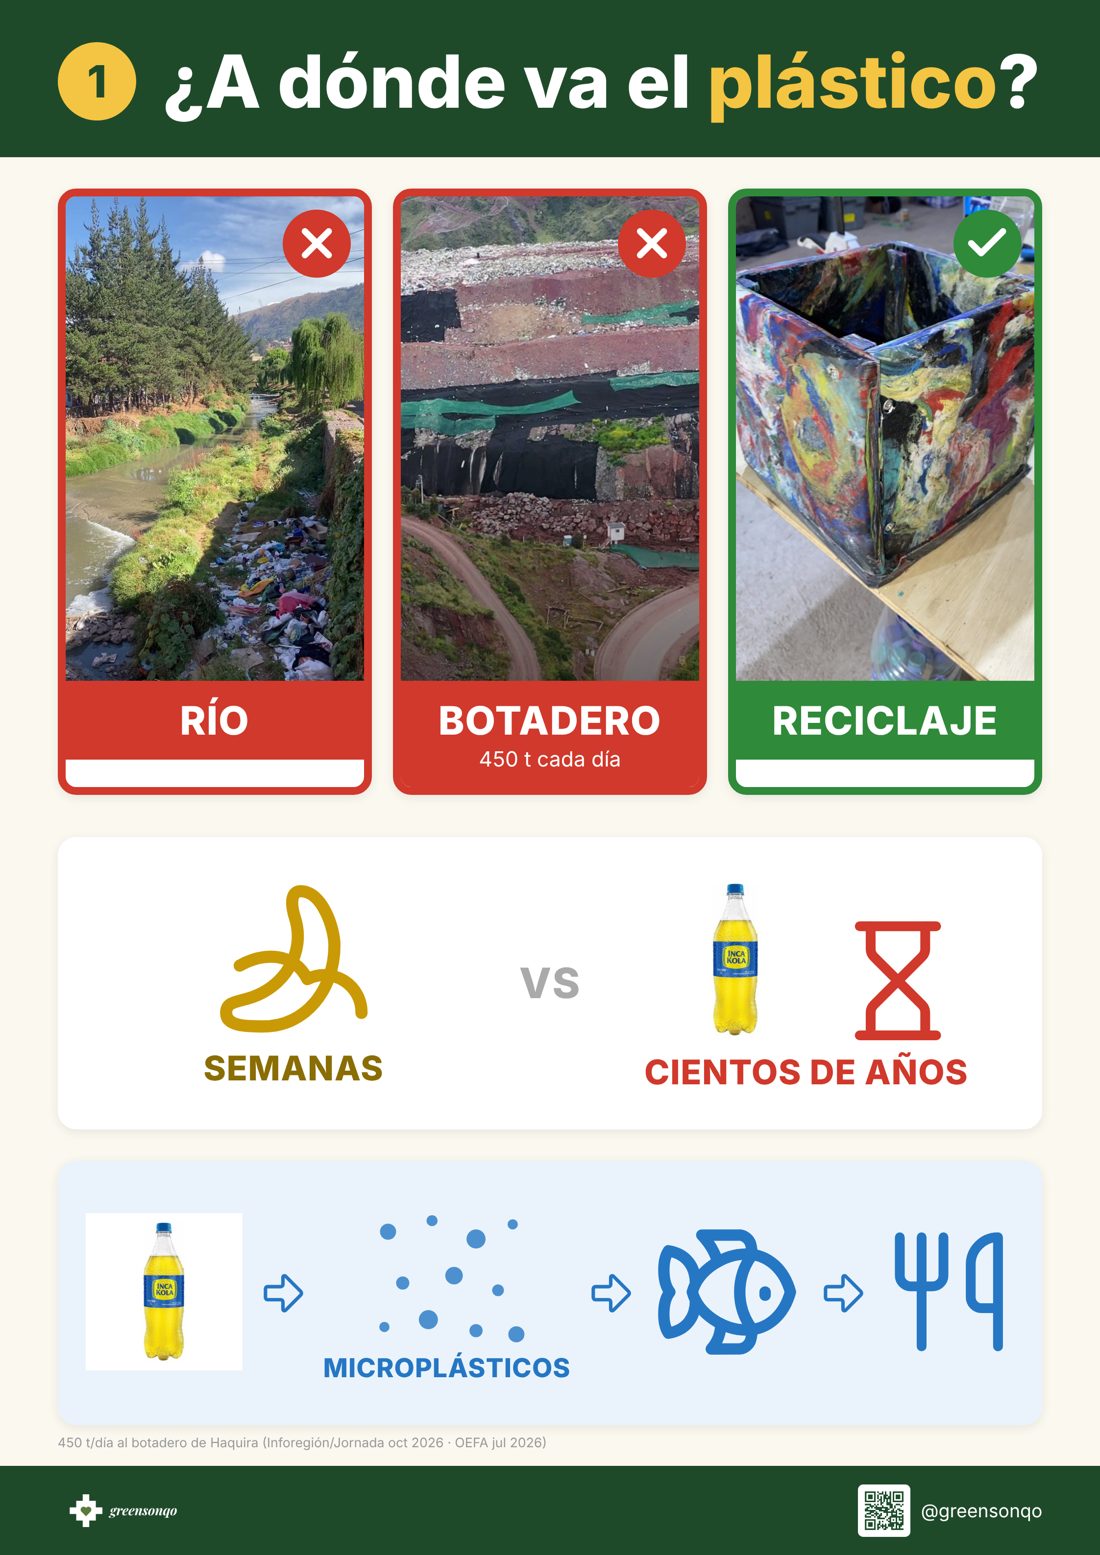 1 ¿A dónde va el plástico?
RÍO
BOTADERO
450 t cada día
RECICLAJE
INCA
KOLA
vs
SEMANAS
CIENTOS DE AÑOS
INCA
KOLA
MICROPLÁSTICOS
450 t/día al botadero de Haquira (Inforegión/Jornada oct 2026 · OEFA jul 2026)
greensonqo
@greensonqo